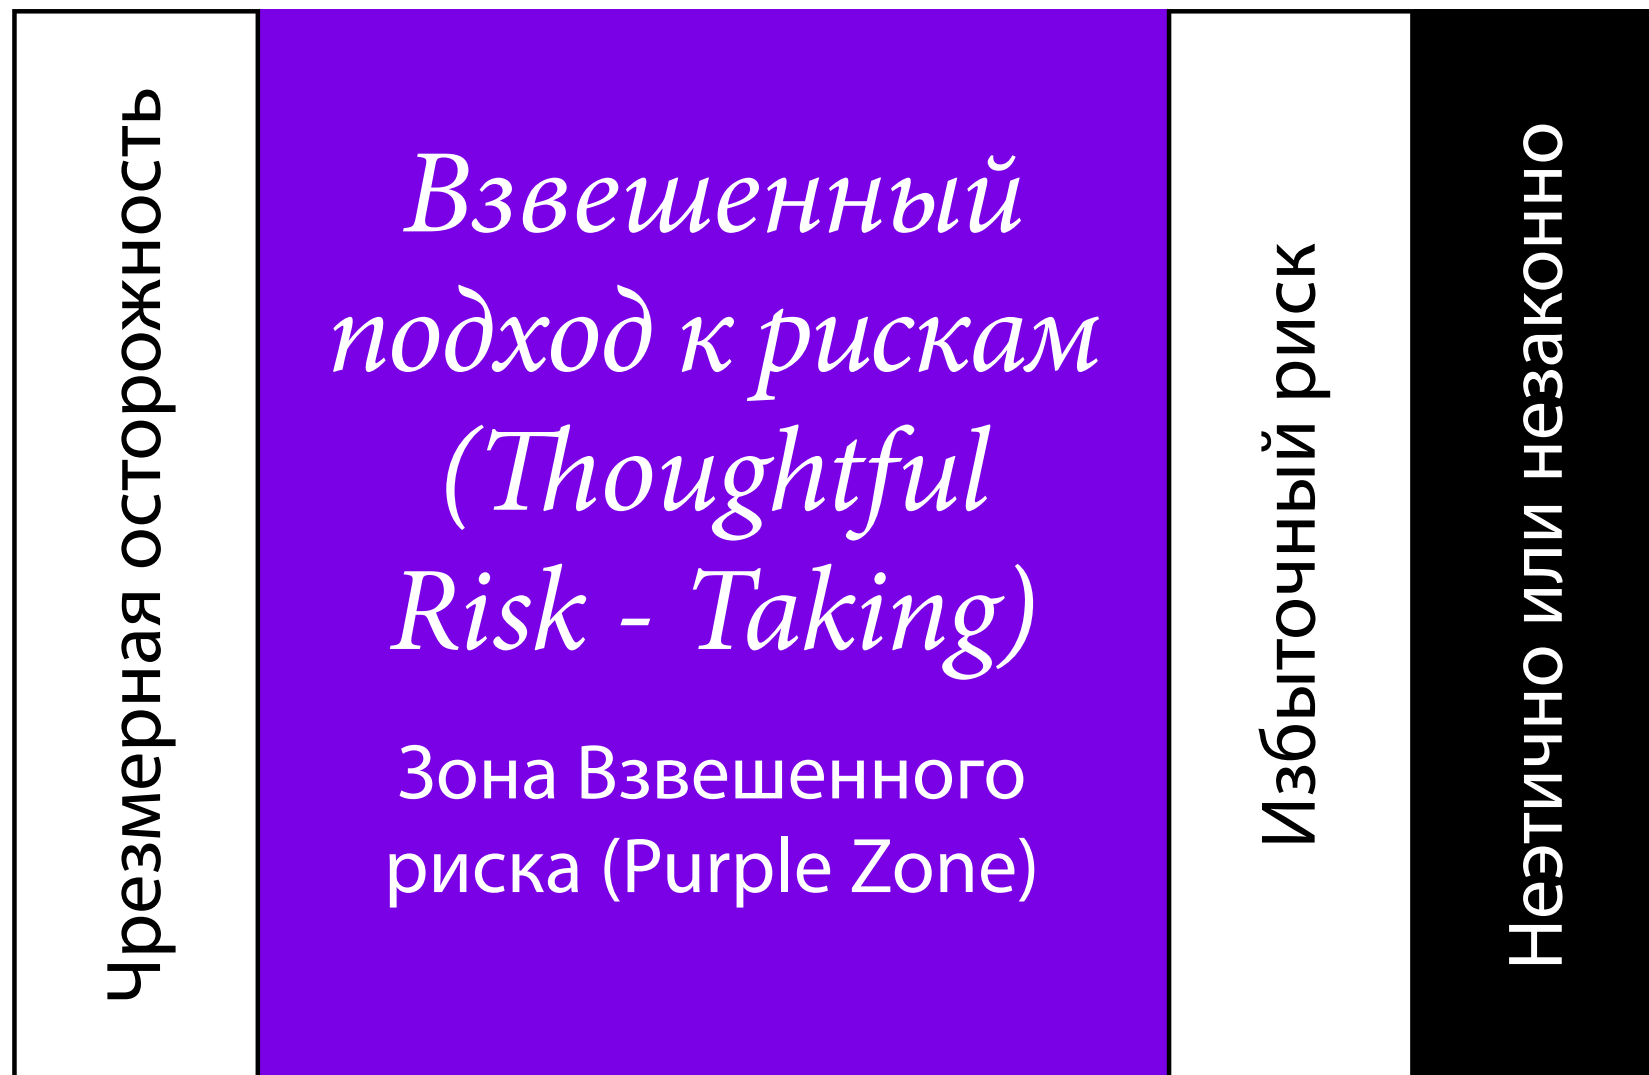 Чрезмерная осторожность
Взвешенный
подход к рискам
(Thoughtful
Risk - Taking)
Зона Взвешенного
риска (Purple Zone)
Избыточный риск
Неэтично или незаконно